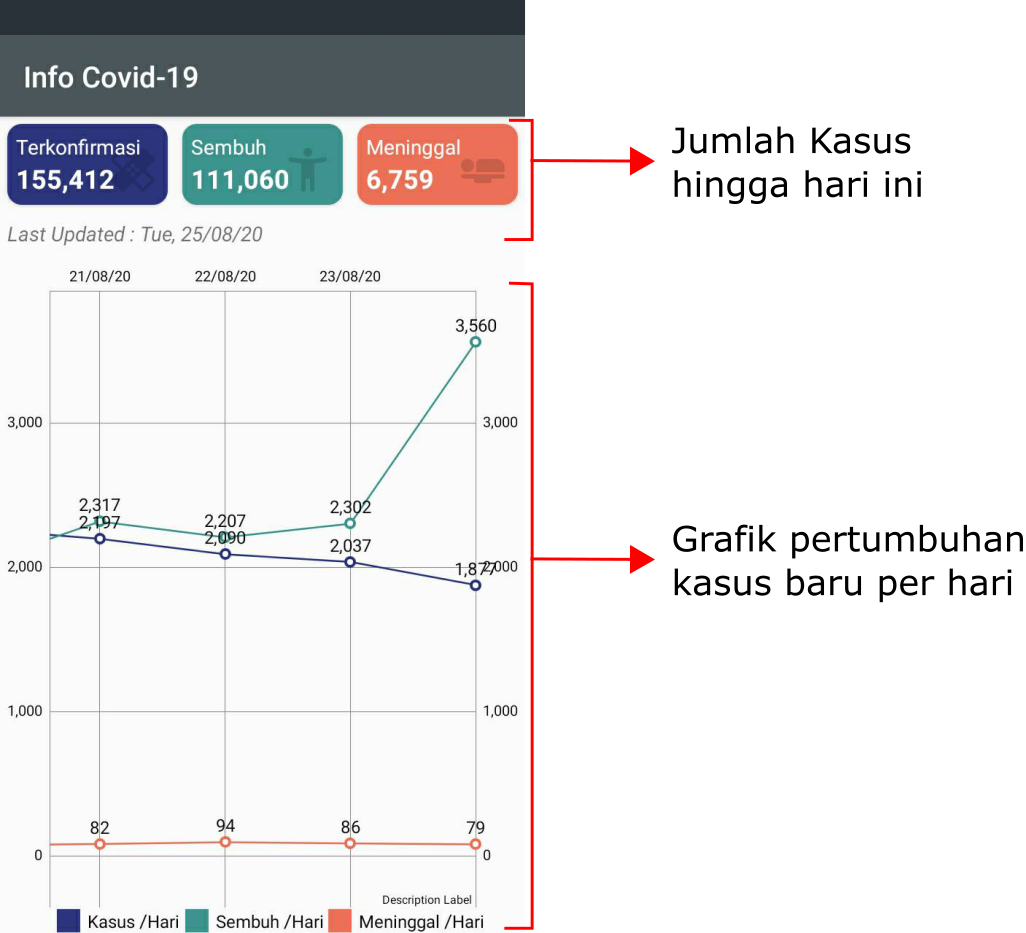 Info Covid-19
Terkonfirmasi
155,412
Sembuh
111,060
Meninggal
6,759
Jumlah Kasus
hingga hari ini
Last Updated : Tue, 25/08/20
21/08/20 22/08/20 23/08/20
3,560
3,000 3,000
2,317
2,197
2,207
2,090
2,302
2,037
1,877
2,000 2,000
Grafik pertumbuhan
kasus baru per hari
1,000 1,000
82 94 86 79
0 0
Description Label
Kasus /Hari Sembuh /Hari Meninggal /Hari